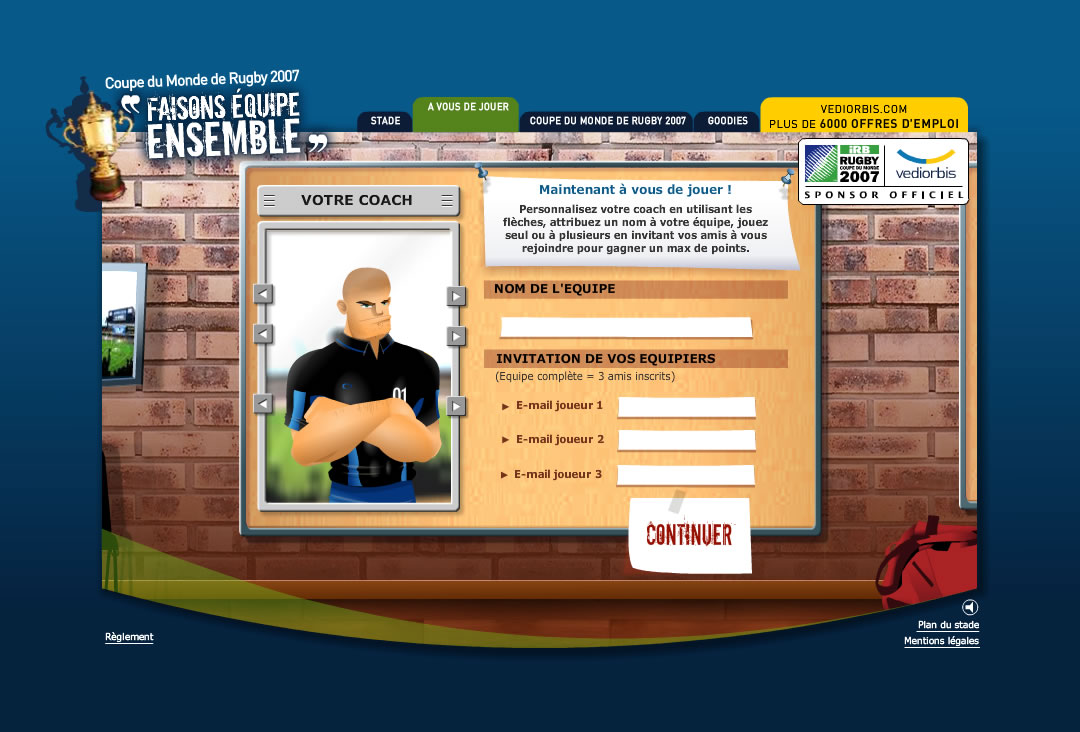 Coupe du Monde de Rugby 2007
“ FAISONS ÉQUIPE
ENSEMBLE ”
STADE
A VOUS DE JOUER
COUPE DU MONDE DE RUGBY 2007
GOODIES
VEDIORBIS.COM
PLUS DE 6000 OFFRES D'EMPLOI
iRB
RUGBY
COUPE DU MONDE
2007
vediorbis
SPONSOR OFFICIEL
VOTRE COACH
Maintenant à vous de jouer !
Personnalisez votre coach en utilisant les
flèches, attribuez un nom à votre équipe, jouez
seul ou à plusieurs en invitant vos amis à vous
rejoindre pour gagner un max de points.
NOM DE L'EQUIPE
01
INVITATION DE VOS EQUIPIERS
(Equipe complète = 3 amis inscrits)
E-mail joueur 1
E-mail joueur 2
E-mail joueur 3
CONTINUER
Règlement
Plan du stade
Mentions légales